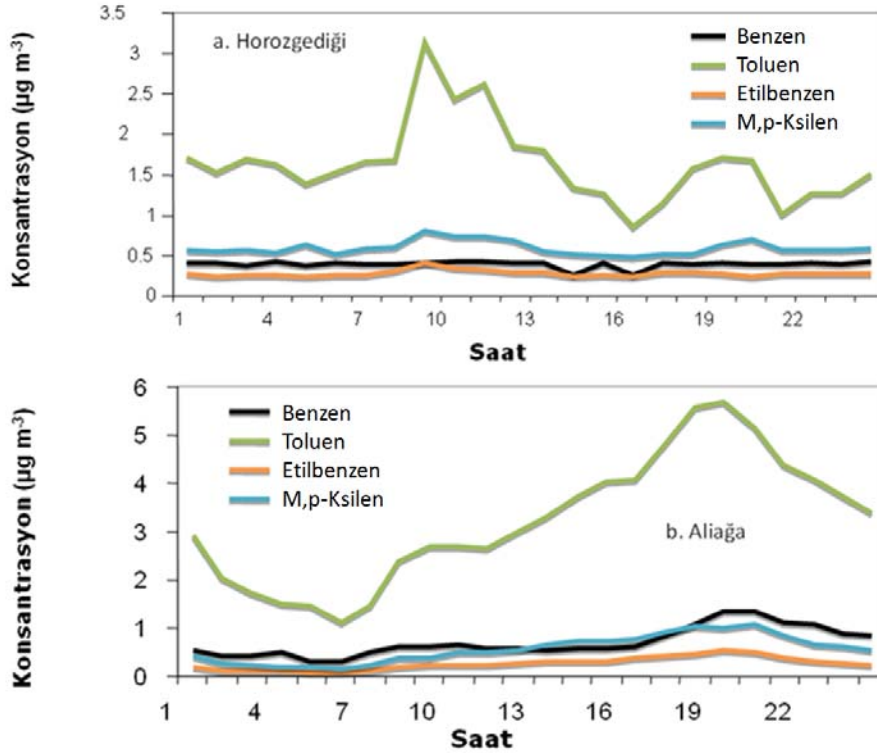 a. Horozgediği
Benzen
Toluen
Etilbenzen
M,p-Ksilen
Konsantrasyon (µg m-3)
3.5
3
2.5
2
1.5
1
0.5
0
1 4 7 10 13 16 19 22
Saat
Benzen
Toluen
Etilbenzen
M,p-Ksilen
b. Aliağa
Konsantrasyon (µg m-3)
6
5
4
3
2
1
0
1 4 7 10 13 16 19 22
Saat